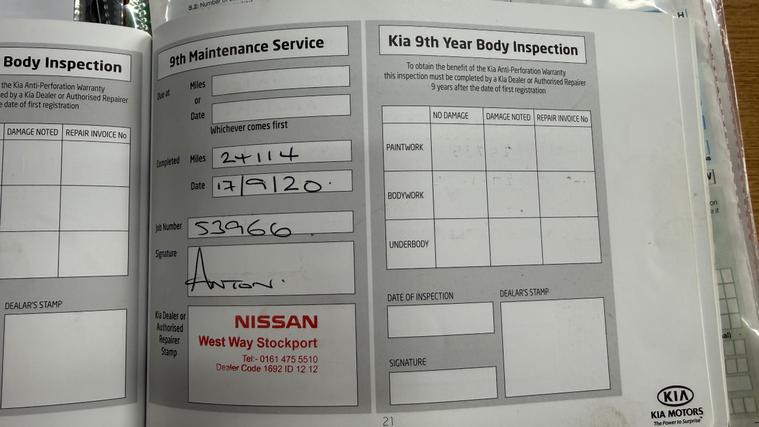 Body Inspection
the Kia Anti-Perforation Warranty
ed by a Kia Dealer or Authorised Repairer
e date of first registration
DAMAGE NOTED REPAIR INVOICE No
DEALAR'S STAMP
9th Maintenance Service
Due at Miles
or
Date
Whichever comes first
Completed Miles 24114
Date 17/9/20.
Job Number 53966
Signature ANTON.
Kia Dealer or
Authorised
Repairer
Stamp
NISSAN
West Way Stockport
Tel:- 0161 475 5510
Dealer Code 1692 ID 12.12
Kia 9th Year Body Inspection
To obtain the benefit of the Kia Anti-Perforation Warranty
this inspection must be completed by a Kia Dealer or Authorised Repairer
9 years after the date of first registration
NO DAMAGE DAMAGE NOTED REPAIR INVOICE No
PAINTWORK
BODYWORK
UNDERBODY
DATE OF INSPECTION DEALAR'S STAMP
SIGNATURE
21
KIA
KIA MOTORS
The Power to Surprise™